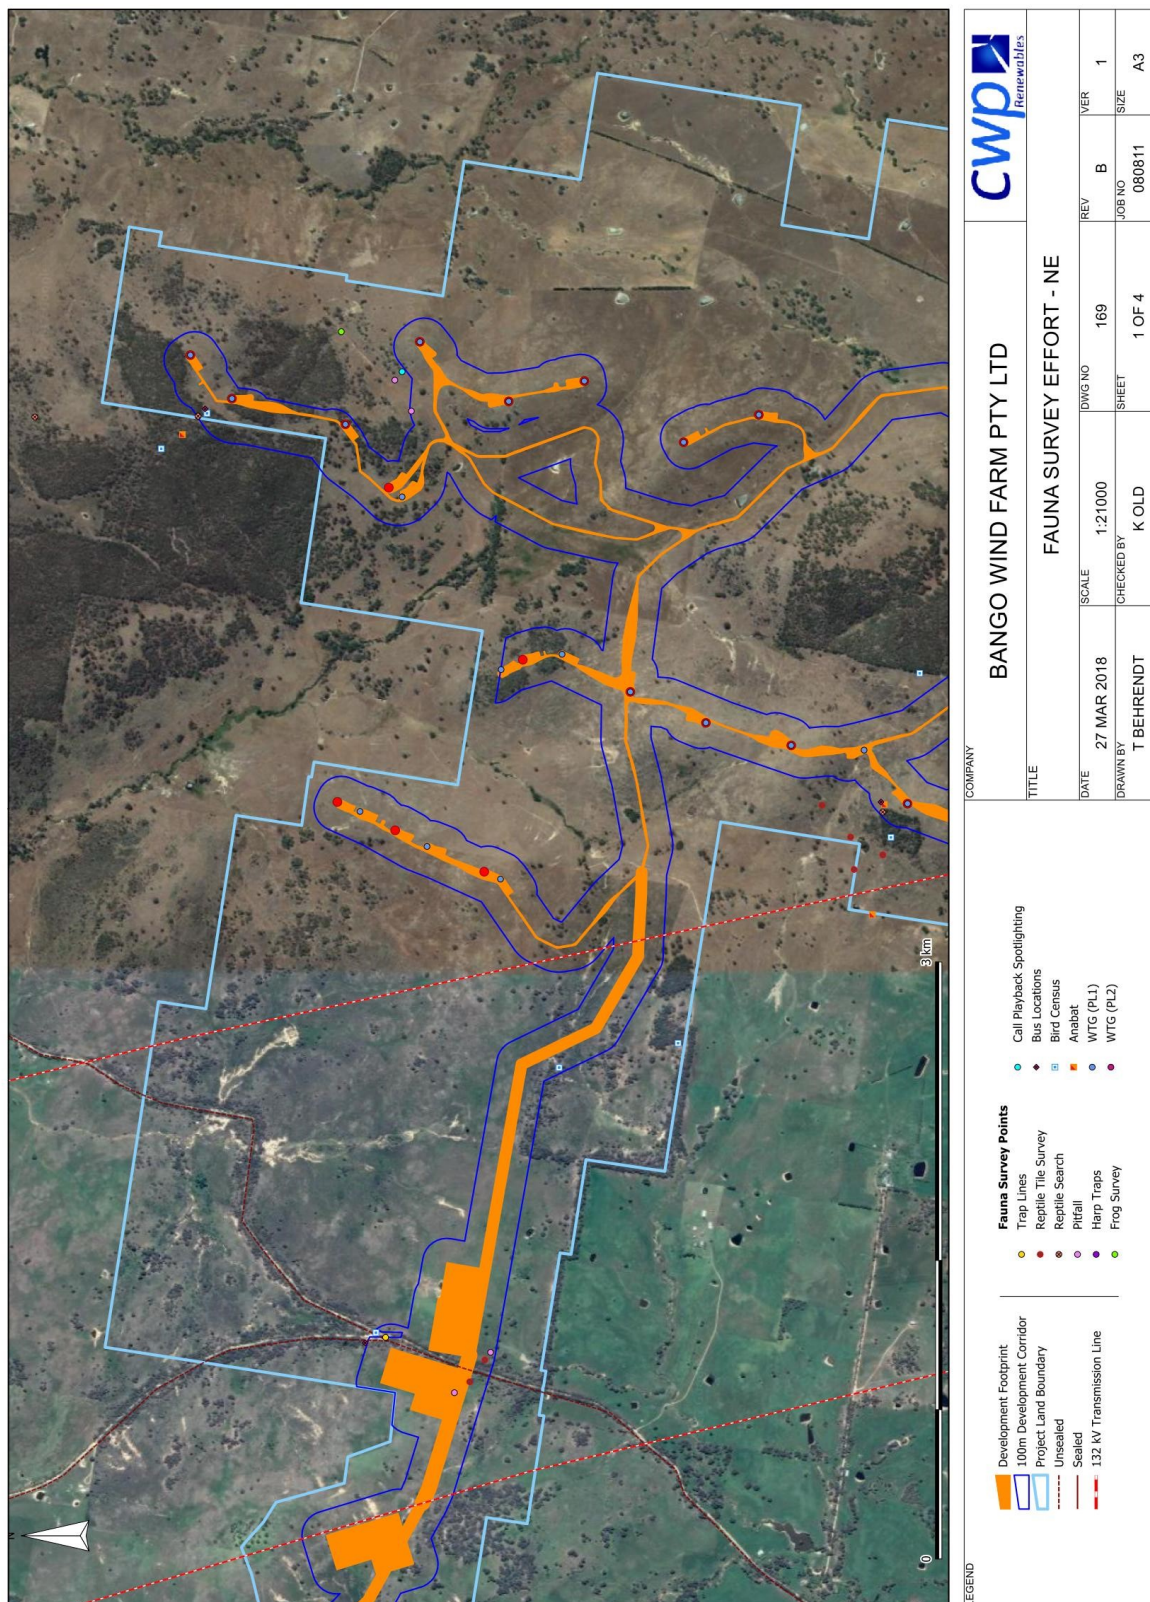 0
3 km
LEGEND
Development Footprint
100m Development Corridor
Project Land Boundary
Unsealed
Sealed
132 kV Transmission Line
Fauna Survey Points
Trap Lines
Reptile Tile Survey
Reptile Search
Pitfall
Harp Traps
Frog Survey
Call Playback Spotlighting
Bus Locations
Bird Census
Anabat
WTG (PL1)
WTG (PL2)
COMPANY
BANGO WIND FARM PTY LTD
cwp
Renewables
TITLE
FAUNA SURVEY EFFORT - NE
DATE
27 MAR 2018
SCALE
1:21000
DWG NO
169
REV
B
VER
1
DRAWN BY
T BEHRENDT
CHECKED BY
K OLD
SHEET
1 OF 4
JOB NO
080811
SIZE
A3